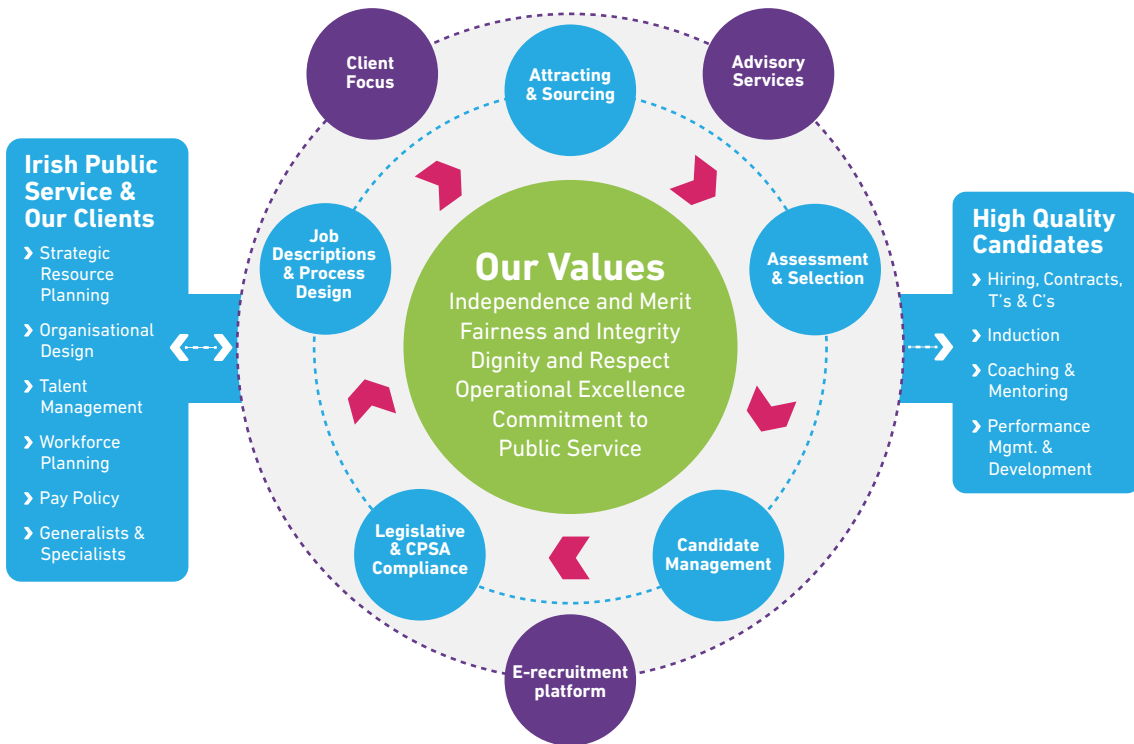 Client
Focus
Attracting
& Sourcing
Advisory
Services
Irish Public
Service &
Our Clients
Strategic
Resource
Planning
Organisational
Design
Talent
Management
Workforce
Planning
Pay Policy
Generalists &
Specialists
Job
Descriptions
& Process
Design
Our Values
Independence and Merit
Fairness and Integrity
Dignity and Respect
Operational Excellence
Commitment to
Public Service
Assessment
& Selection
High Quality
Candidates
Hiring, Contracts,
T's & C's
Induction
Coaching &
Mentoring
Performance
Mgmt. &
Development
Legislative
& CPSA
Compliance
Candidate
Management
E-recruitment
platform